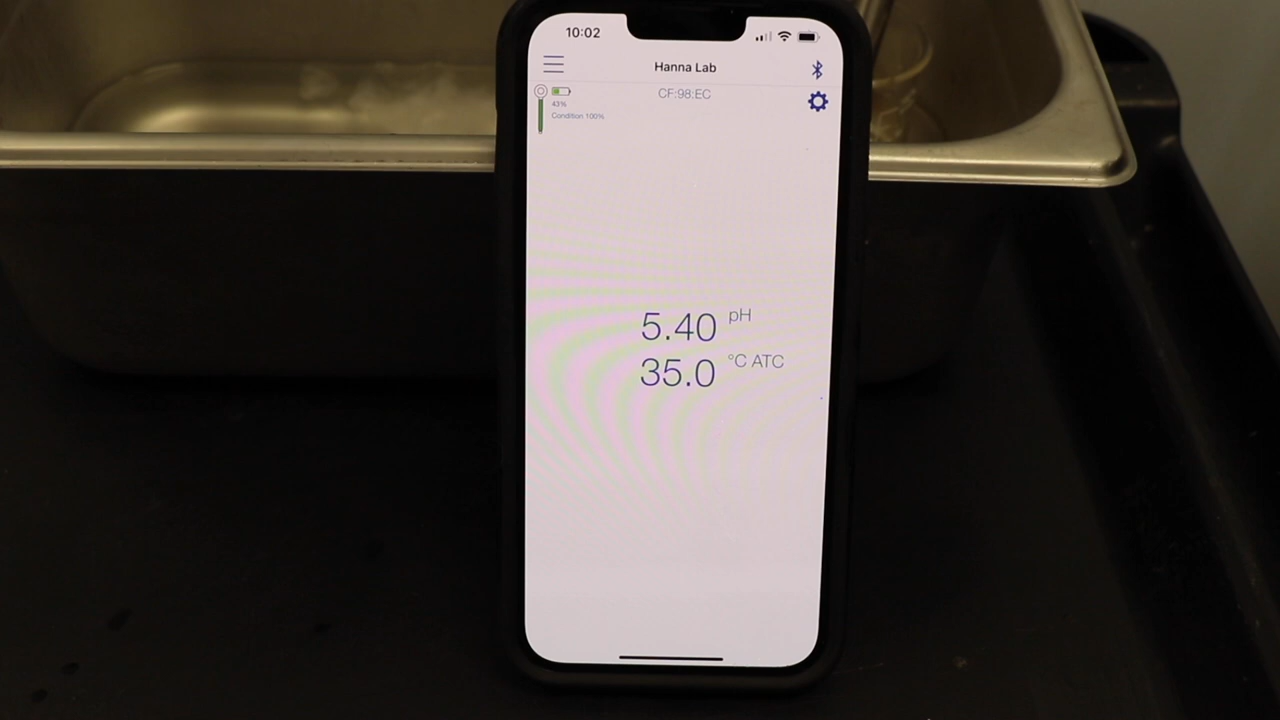 10:02
Hanna Lab
CF:98:EC
43%
Condition 100%
5.40 pH
35.0 °C ATC